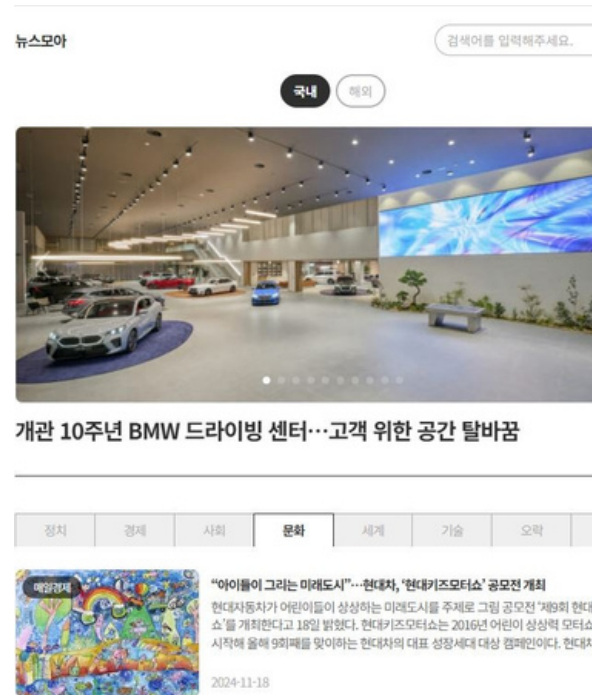 뉴스모아
검색어를 입력해주세요.
국내 해외
개관 10주년 BMW 드라이빙 센터…고객 위한 공간 탈바꿈
정치 경제 사회 문화 세계 기술 오락
매일경제
“아이들이 그리는 미래도시”…현대차, ‘현대키즈모터쇼’ 공모전 개최
현대자동차가 어린이들이 상상하는 미래도시를 주제로 그림 공모전 ‘제9회 현대
쇼’를 개최한다고 18일 밝혔다. 현대키즈모터쇼는 2016년 어린이 상상력 모터쇼
시작해 올해 9회째를 맞이하는 현대차의 대표 성장세대 대상 캠페인이다. 현대차
2024-11-18